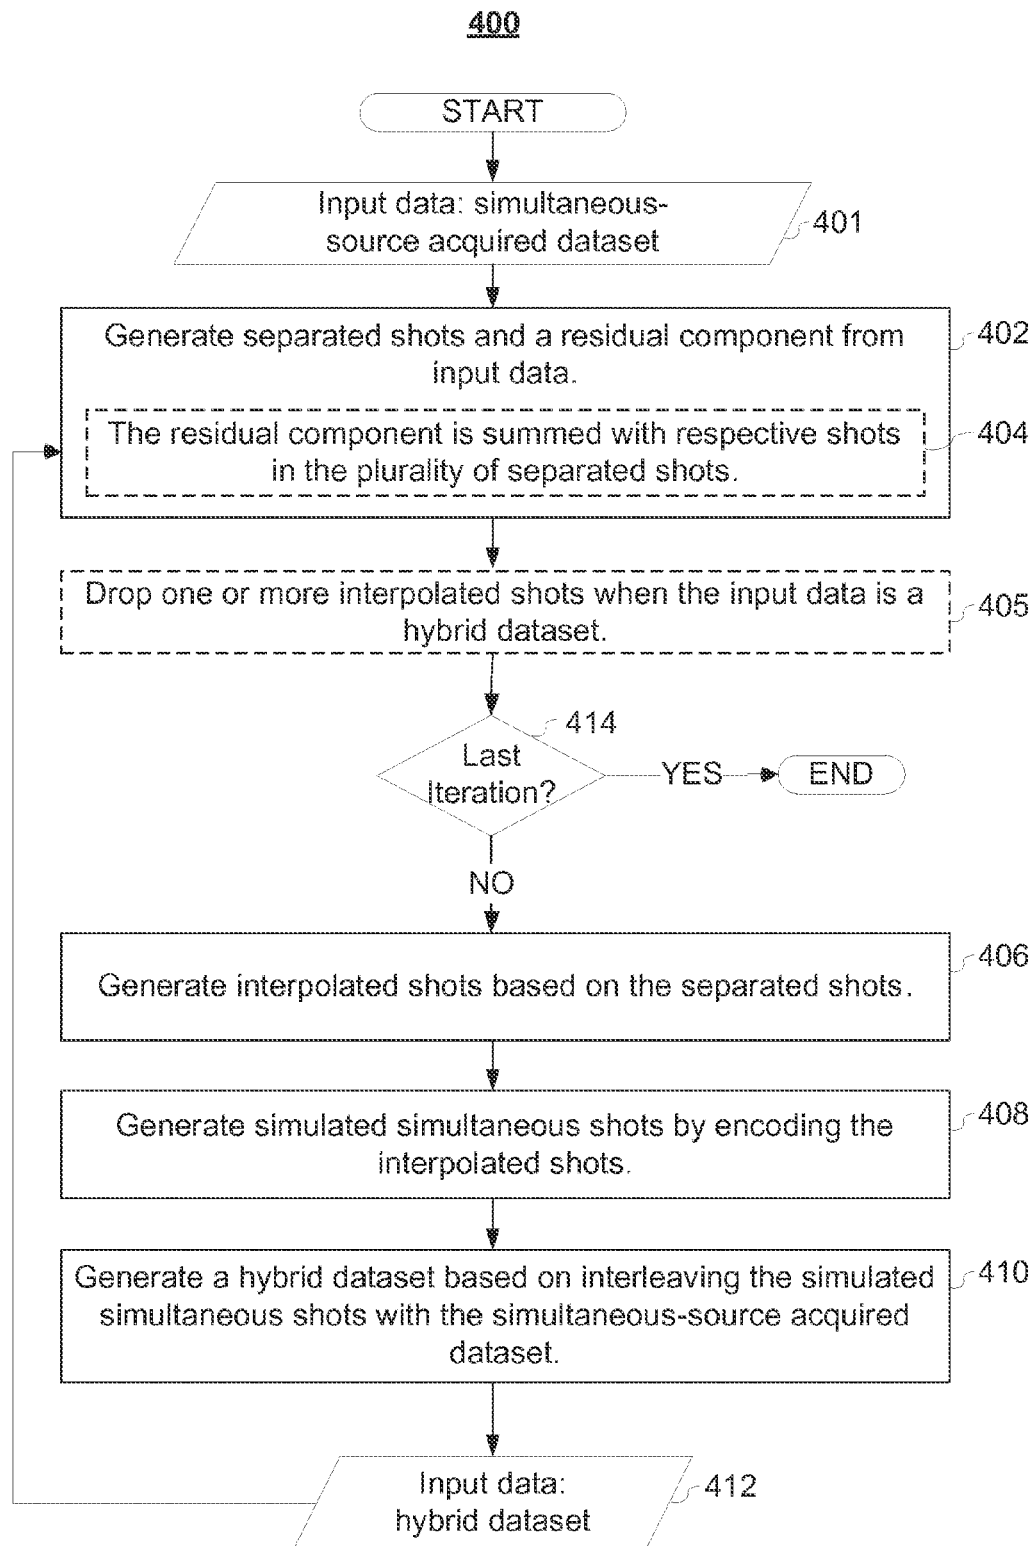 400
START
Input data: simultaneous-
source acquired dataset
401
Generate separated shots and a residual component from
input data.
402
The residual component is summed with respective shots
in the plurality of separated shots.
404
Drop one or more interpolated shots when the input data is a
hybrid dataset.
405
414
Last
Iteration?
YES
END
NO
Generate interpolated shots based on the separated shots.
406
Generate simulated simultaneous shots by encoding the
interpolated shots.
408
Generate a hybrid dataset based on interleaving the simulated
simultaneous shots with the simultaneous-source acquired
dataset.
410
Input data:
hybrid dataset
412